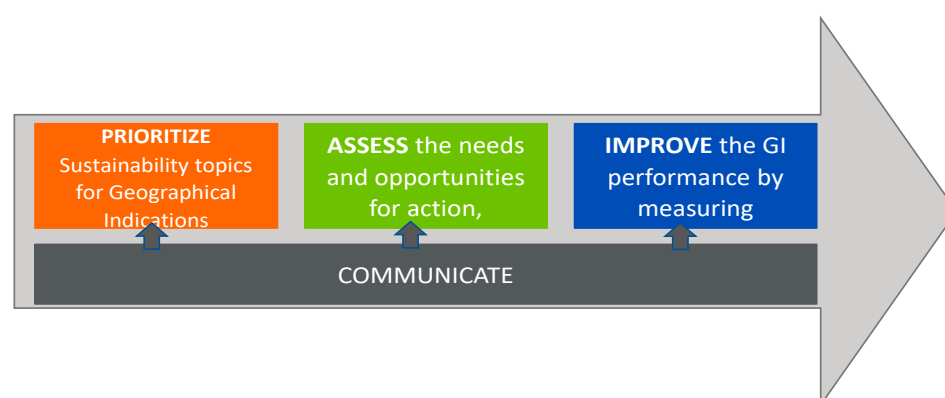 PRIORITIZE
Sustainability topics
for Geographical
Indications
ASSESS the needs
and opportunities
for action,
IMPROVE the GI
performance by
measuring
COMMUNICATE